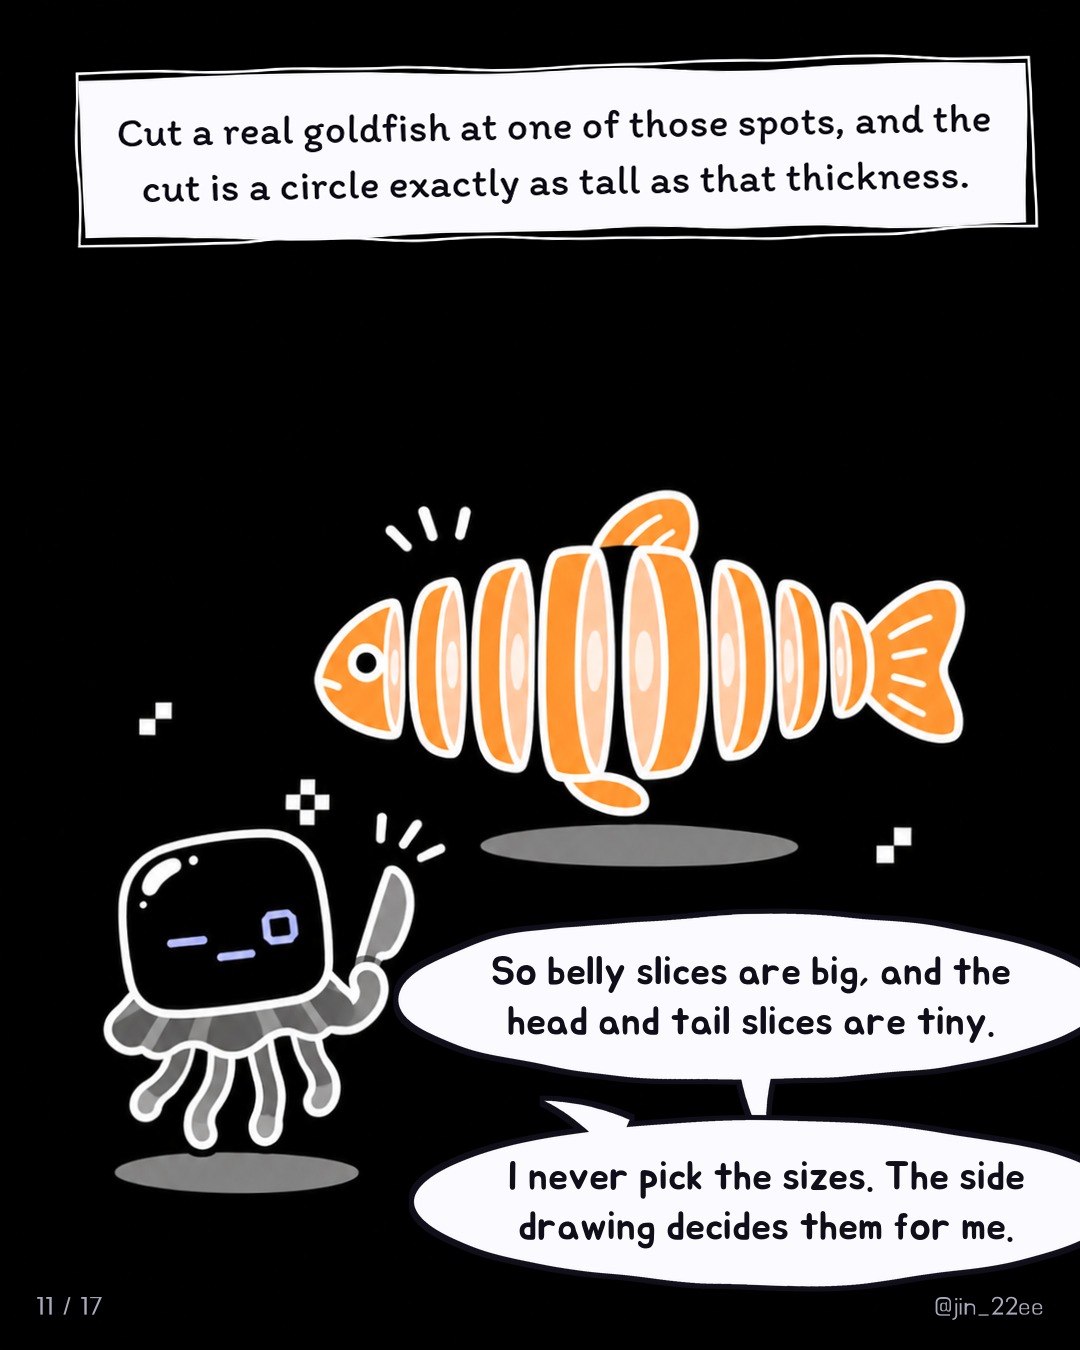 Cut a real goldfish at one of those spots, and the
cut is a circle exactly as tall as that thickness.
So belly slices are big, and the
head and tail slices are tiny.
I never pick the sizes. The side
drawing decides them for me.
11 / 17
@jin_22ee